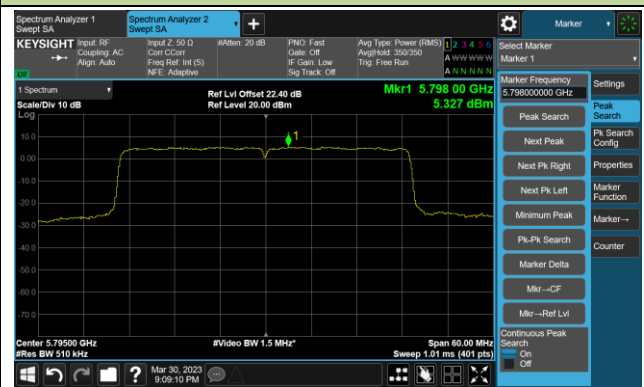 Spectrum Analyzer 1
Swept SA
Spectrum Analyzer 2
Swept SA
Marker
KEYSIGHT
Input: RF
Coupling: AC
Align: Auto
Input Z: 50 Ω
Corr CCorr
Freq Ref: Int (S)
NFE: Adaptive
#Atten: 20 dB
PNO: Fast
Gate: Off
IF Gain: Low
Sig Track: Off
Avg Type: Power (RMS)
Avg|Hold: 350/350
Trig: Free Run
1 2 3 4 5 6
A W W W W W
A N N N N N
Select Marker
Marker 1
LXI
1 Spectrum
Scale/Div 10 dB
Log
Ref Lvl Offset 22.40 dB
Ref Level 20.00 dBm
Mkr1 5.798 00 GHz
5.327 dBm
1
10.0
0.00
-10.0
-20.0
-30.0
-40.0
-50.0
-60.0
-70.0
Center 5.79500 GHz
#Res BW 510 kHz
#Video BW 1.5 MHz*
Span 60.00 MHz
Sweep 1.01 ms (401 pts)
Marker Frequency
5.798000000 GHz
Peak Search
Next Peak
Next Pk Right
Next Pk Left
Minimum Peak
Pk-Pk Search
Marker Delta
Mkr→CF
Mkr→Ref Lvl
Continuous Peak
Search
On
Off
Settings
Peak
Search
Pk Search
Config
Properties
Marker
Function
Marker→
Counter
?
Mar 30, 2023
9:09:10 PM